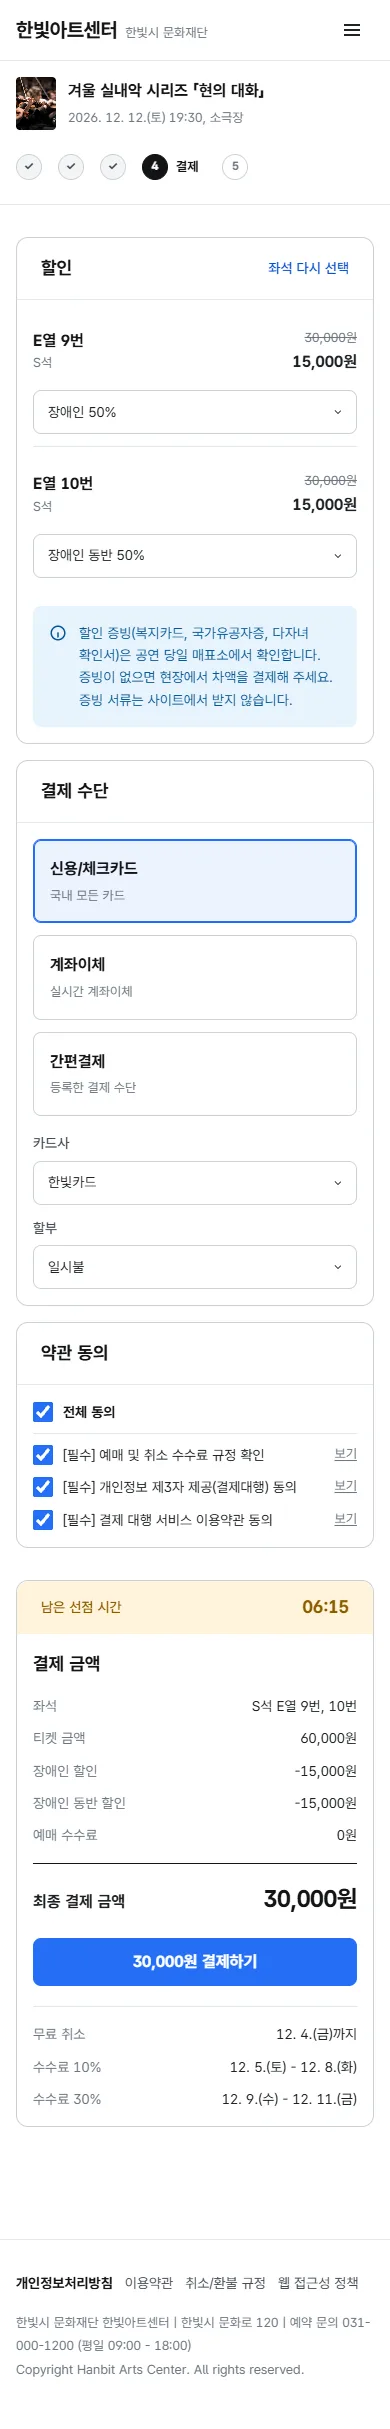 한빛아트센터 한빛시 문화재단
겨울 실내악 시리즈 「현의 대화」
2026. 12. 12.(토) 19:30, 소극장
4 결제 5
할인 좌석 다시 선택
E열 9번 30,000원
S석 15,000원
장애인 50%
E열 10번 30,000원
S석 15,000원
장애인 동반 50%
할인 증빙(복지카드, 국가유공자증, 다자녀
확인서)은 공연 당일 매표소에서 확인합니다.
증빙이 없으면 현장에서 차액을 결제해 주세요.
증빙 서류는 사이트에서 받지 않습니다.
결제 수단
신용/체크카드
국내 모든 카드
계좌이체
실시간 계좌이체
간편결제
등록한 결제 수단
카드사
한빛카드
할부
일시불
약관 동의
전체 동의
[필수] 예매 및 취소 수수료 규정 확인 보기
[필수] 개인정보 제3자 제공(결제대행) 동의 보기
[필수] 결제 대행 서비스 이용약관 동의 보기
남은 선점 시간 06:15
결제 금액
좌석 S석 E열 9번, 10번
티켓 금액 60,000원
장애인 할인 -15,000원
장애인 동반 할인 -15,000원
예매 수수료 0원
최종 결제 금액 30,000원
30,000원 결제하기
무료 취소 12. 4.(금)까지
수수료 10% 12. 5.(토) - 12. 8.(화)
수수료 30% 12. 9.(수) - 12. 11.(금)
개인정보처리방침 이용약관 취소/환불 규정 웹 접근성 정책
한빛시 문화재단 한빛아트센터 | 한빛시 문화로 120 | 예약 문의 031-
000-1200 (평일 09:00 - 18:00)
Copyright Hanbit Arts Center. All rights reserved.